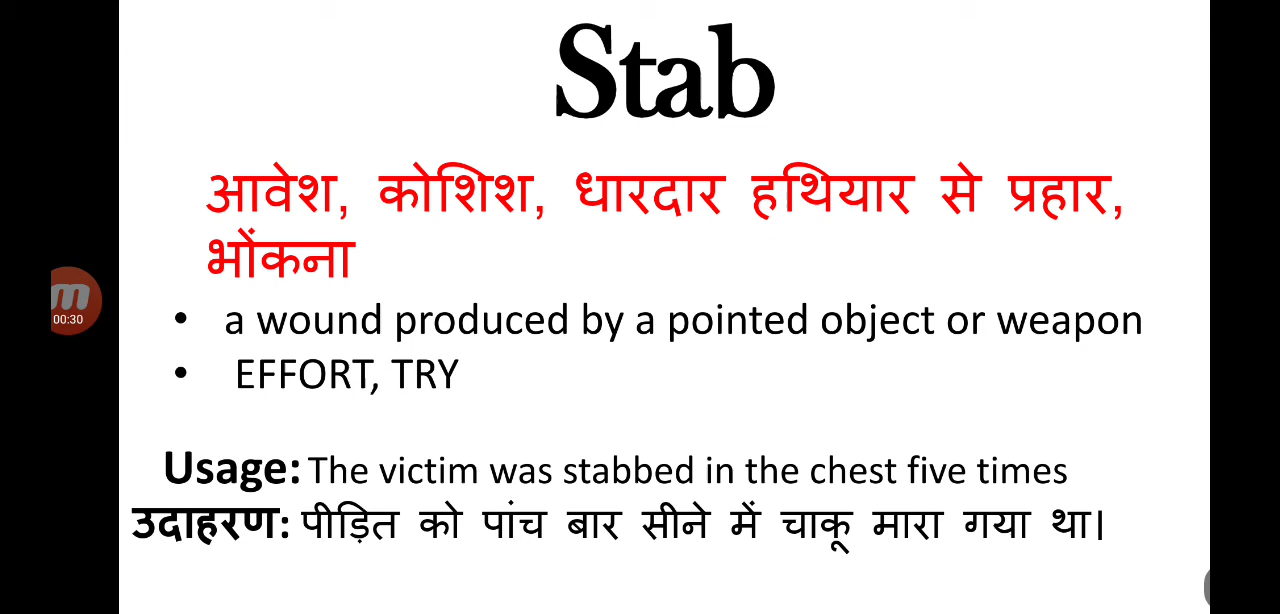 Stab
आवेश, कोशिश, धारदार हथियार से प्रहार,
भोंकना
• a wound produced by a pointed object or weapon
• EFFORT, TRY
00:30
Usage: The victim was stabbed in the chest five times
उदाहरण: पीड़ित को पांच बार सीने में चाकू मारा गया था।